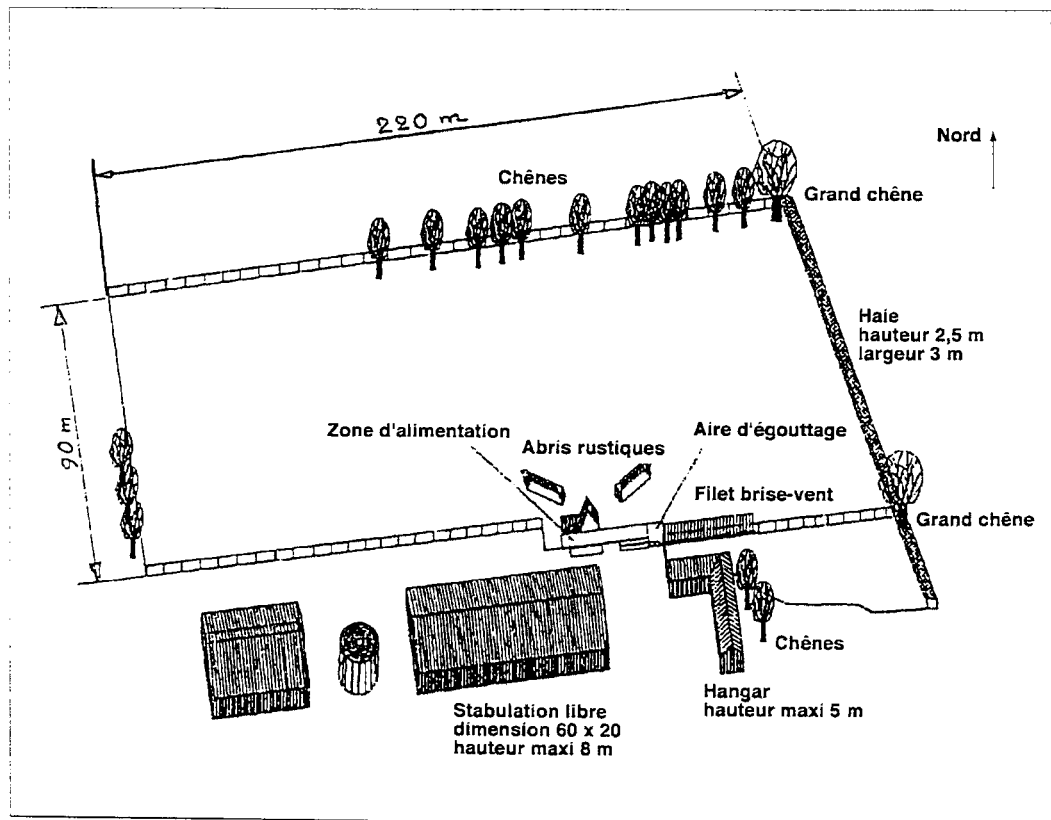 220 m
Nord
Chênes
Grand chêne
Haie
hauteur 2,5 m
largeur 3 m
90 m
Zone d'alimentation
Abris rustiques
Aire d'égouttage
Filet brise-vent
Grand chêne
Chênes
Stabulation libre
dimension 60 x 20
hauteur maxi 8 m
Hangar
hauteur maxi 5 m